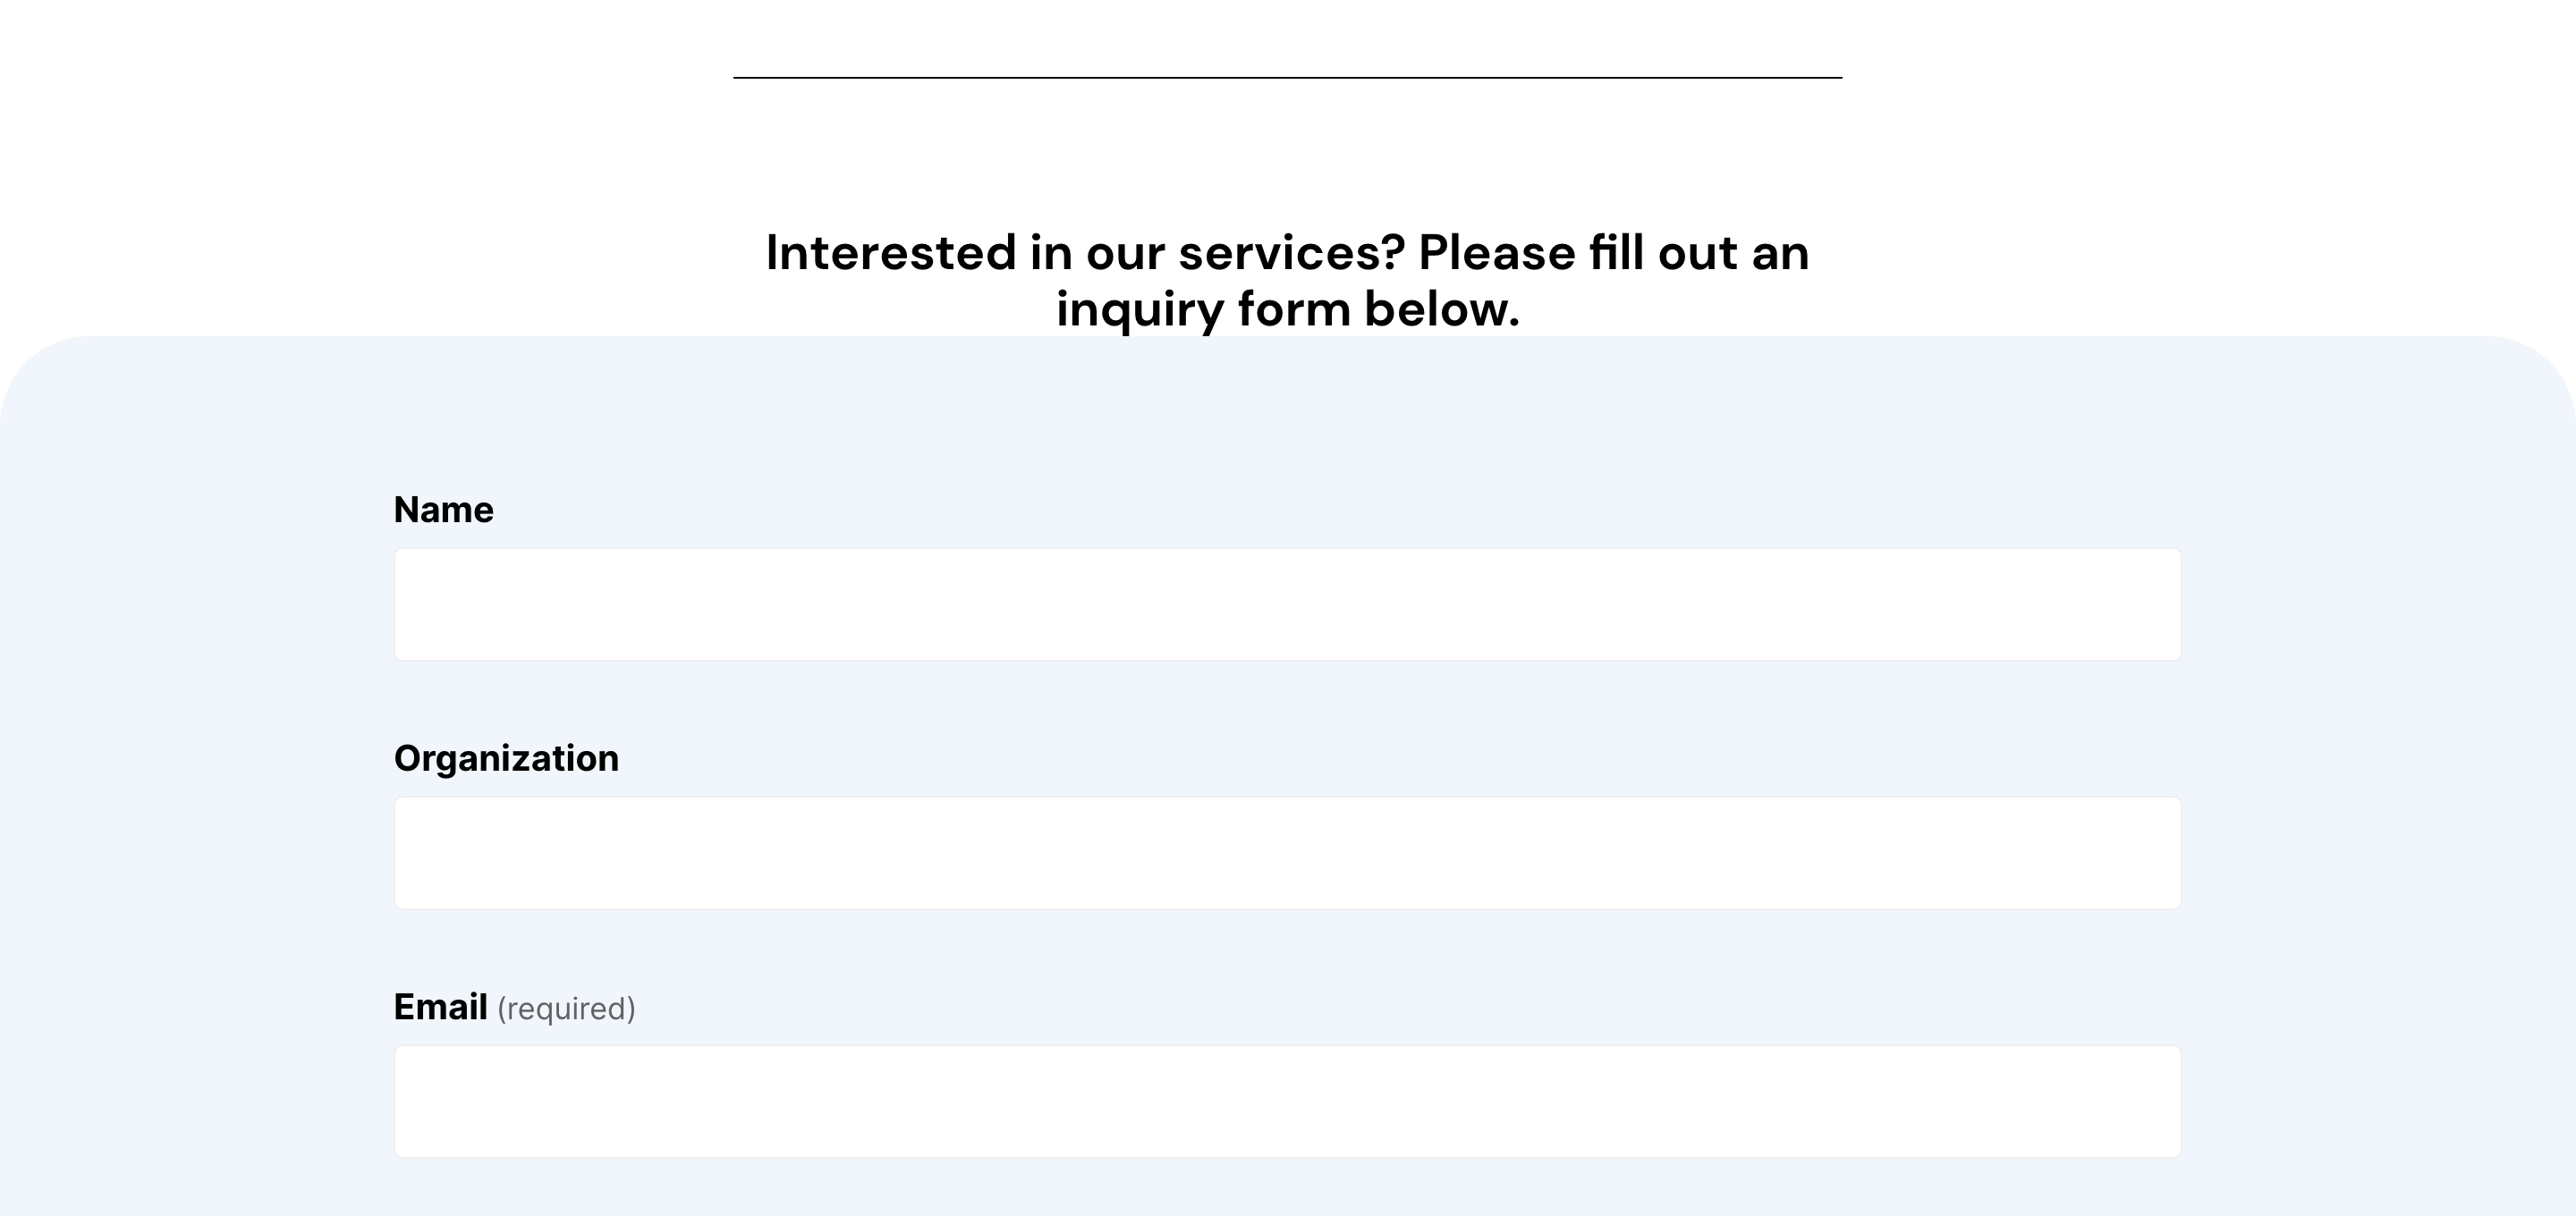 Interested in our services? Please fill out an
inquiry form below.
Name
Organization
Email (required)